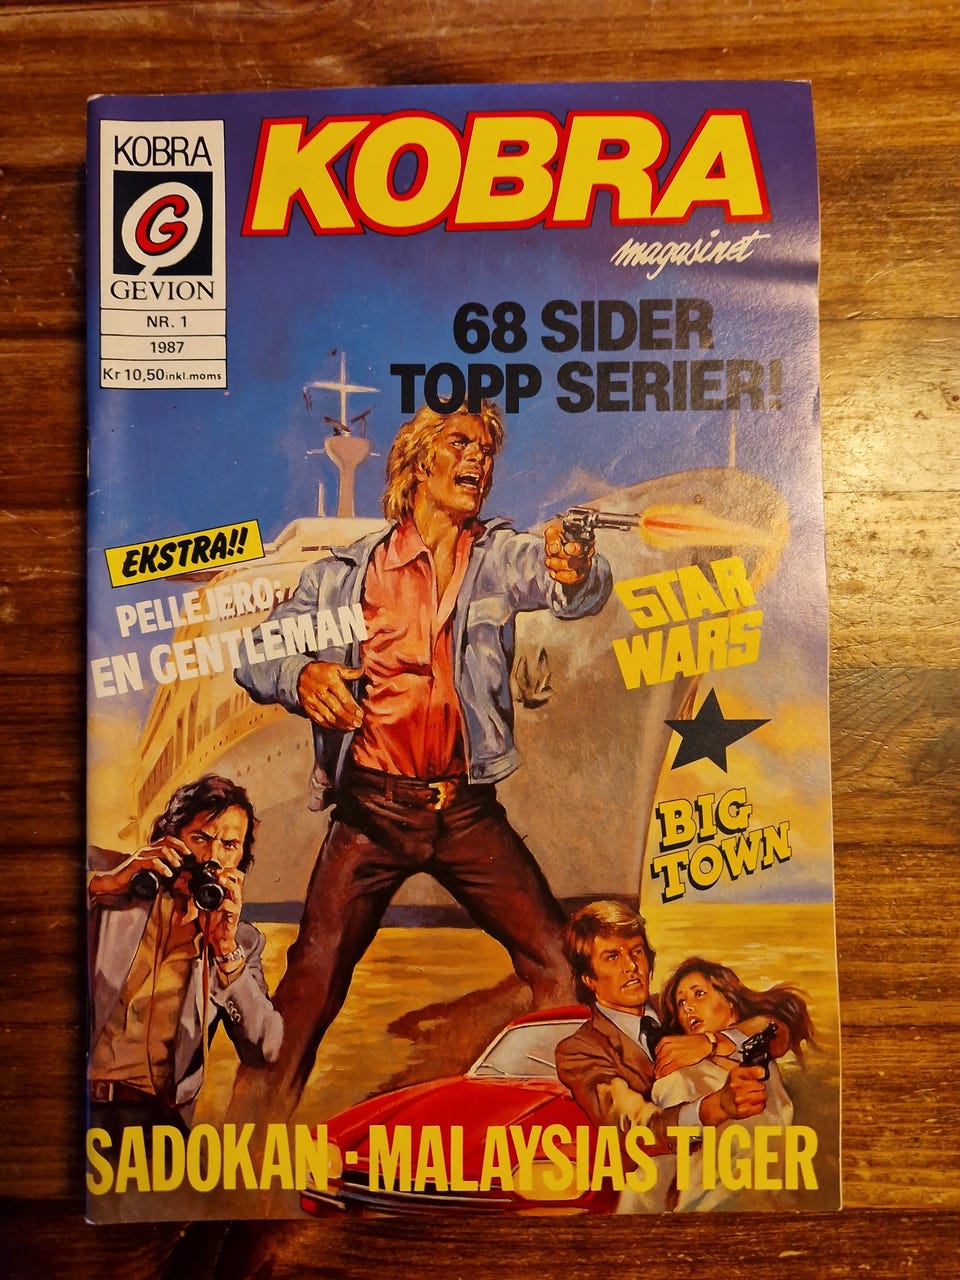 KOBRA
G
GEVION
NR. 1
1987
Kr 10,50 inkl. moms
KOBRA
magasinet
68 SIDER
TOPP SERIER!
EKSTRA!!
PELLEJERO:
EN GENTLEMAN
STAR
WARS
BIG
TOWN
SADOKAN · MALAYSIAS TIGER